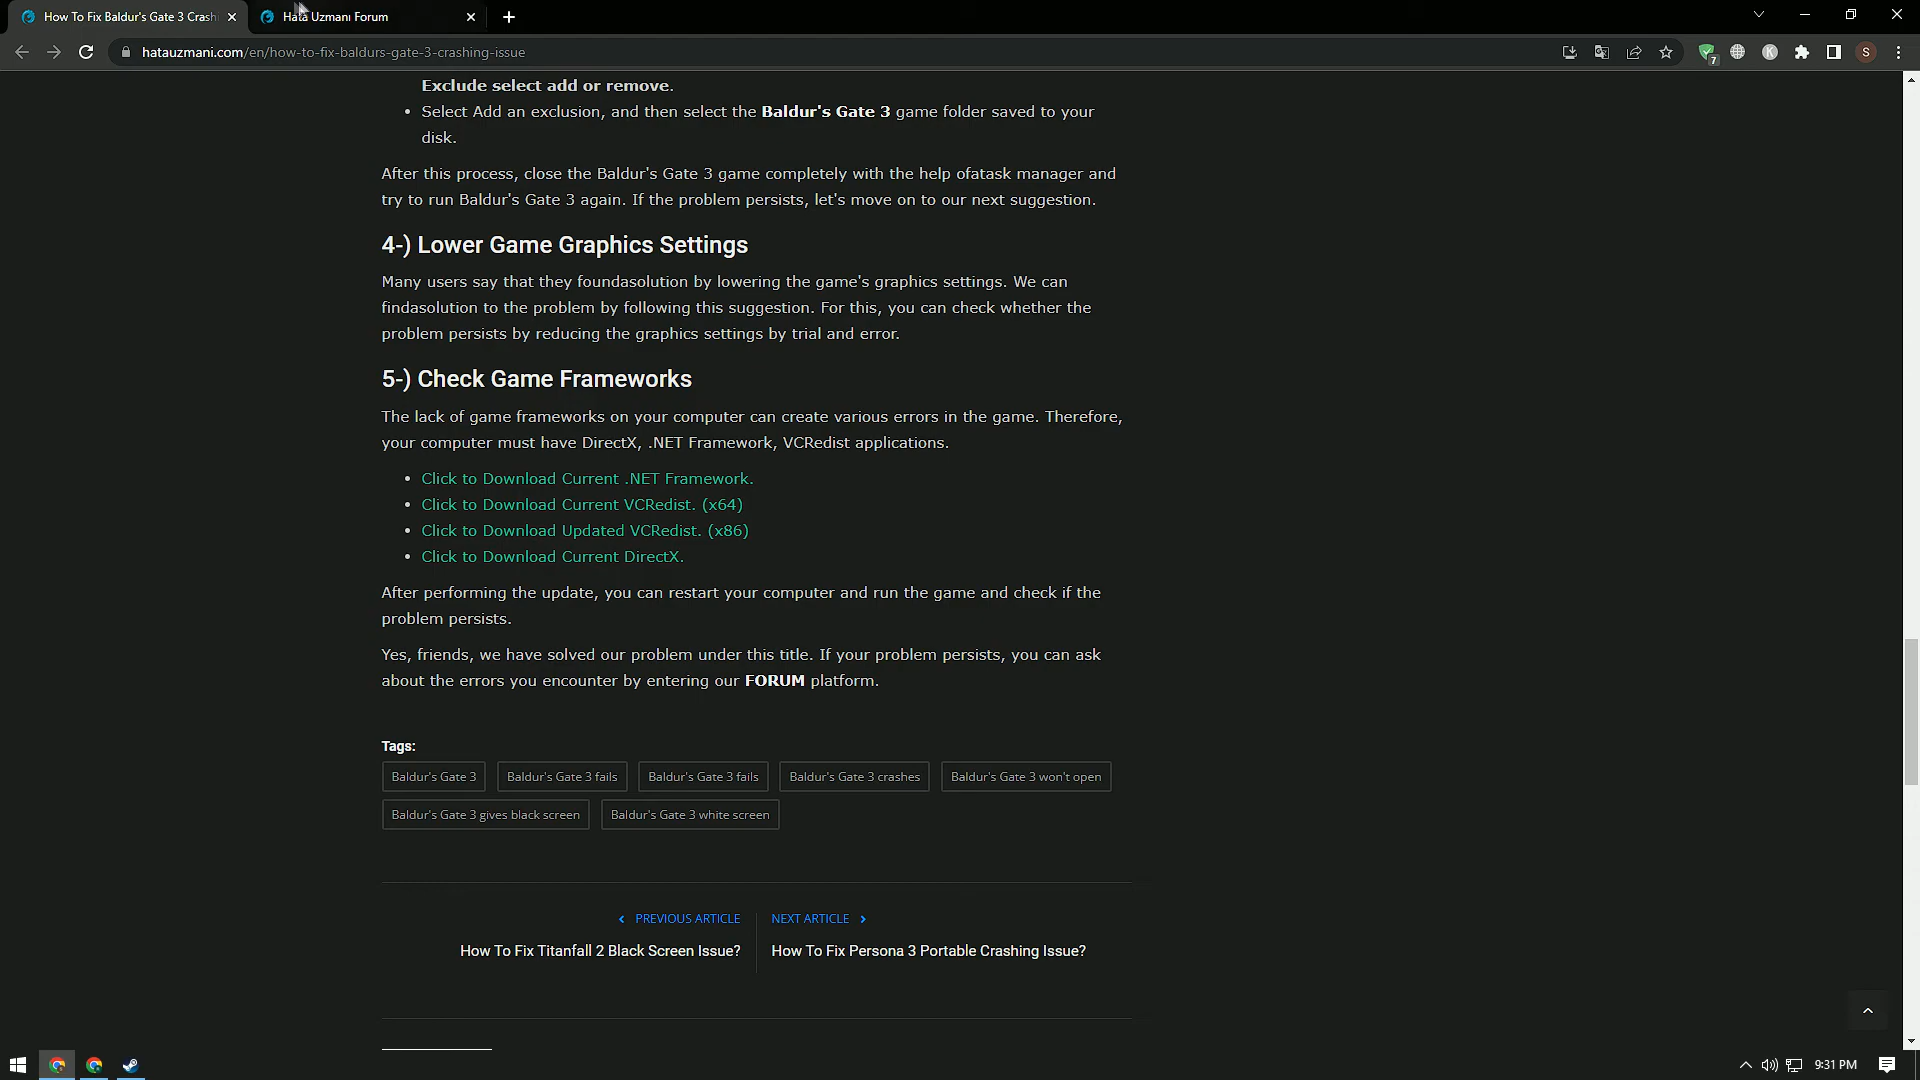 How To Fix Baldur's Gate 3 Crash
Hata Uzmanı Forum
hatauzmani.com/en/how-to-fix-baldurs-gate-3-crashing-issue
7
K
S
Exclude select add or remove.
• Select Add an exclusion, and then select the Baldur's Gate 3 game folder saved to your
disk.
After this process, close the Baldur's Gate 3 game completely with the help ofatask manager and
try to run Baldur's Gate 3 again. If the problem persists, let's move on to our next suggestion.
4-) Lower Game Graphics Settings
Many users say that they foundasolution by lowering the game's graphics settings. We can
findasolution to the problem by following this suggestion. For this, you can check whether the
problem persists by reducing the graphics settings by trial and error.
5-) Check Game Frameworks
The lack of game frameworks on your computer can create various errors in the game. Therefore,
your computer must have DirectX, .NET Framework, VCRedist applications.
• Click to Download Current .NET Framework.
• Click to Download Current VCRedist. (x64)
• Click to Download Updated VCRedist. (x86)
• Click to Download Current DirectX.
After performing the update, you can restart your computer and run the game and check if the
problem persists.
Yes, friends, we have solved our problem under this title. If your problem persists, you can ask
about the errors you encounter by entering our FORUM platform.
Tags:
Baldur's Gate 3 Baldur's Gate 3 fails Baldur's Gate 3 fails Baldur's Gate 3 crashes Baldur's Gate 3 won't open
Baldur's Gate 3 gives black screen Baldur's Gate 3 white screen
PREVIOUS ARTICLE
How To Fix Titanfall 2 Black Screen Issue?
NEXT ARTICLE
How To Fix Persona 3 Portable Crashing Issue?
9:31 PM